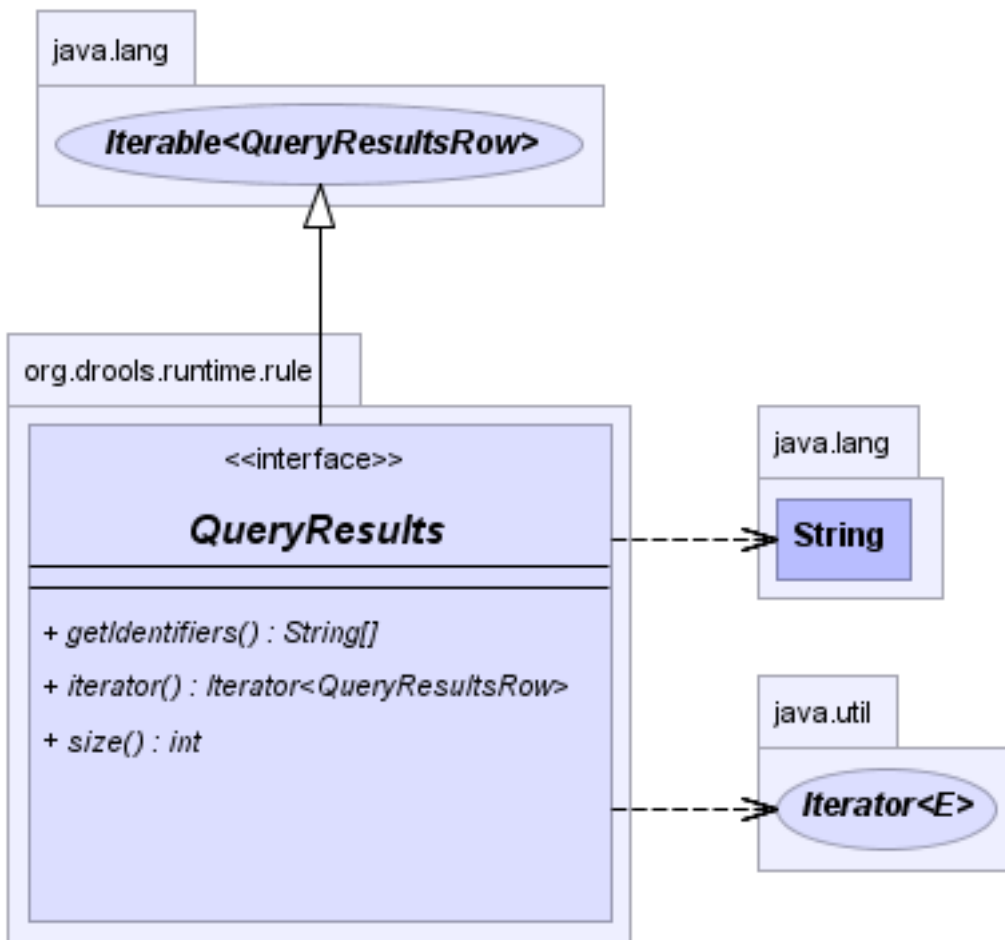 java.lang
Iterable<QueryResultsRow>
org.drools.runtime.rule
<<interface>>
QueryResults
+ getIdentifiers() : String[]
+ iterator() : Iterator<QueryResultsRow>
+ size() : int
java.lang
String
java.util
Iterator<E>